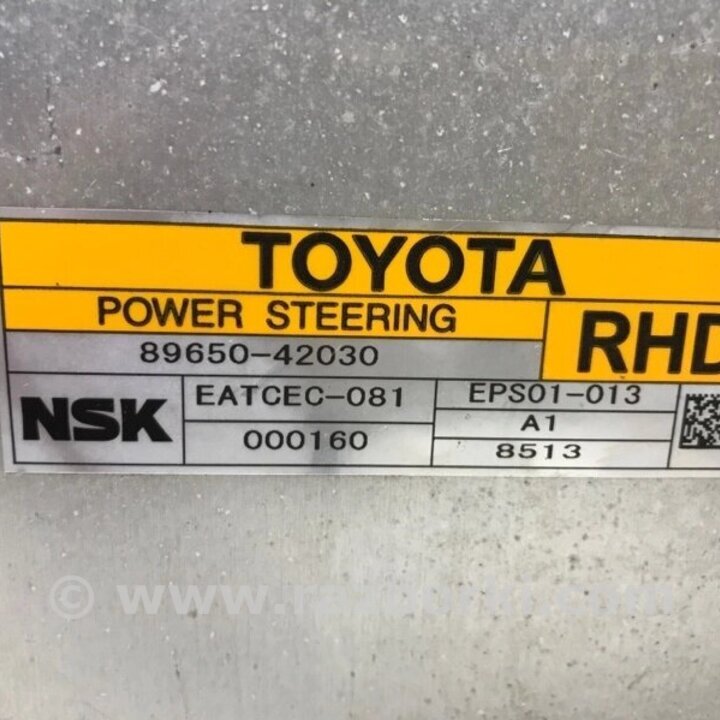 TOYOTA
POWER STEERING
RHD
89650-42030
NSK
EATCEC-081
EPS01-013
000160
A1
8513